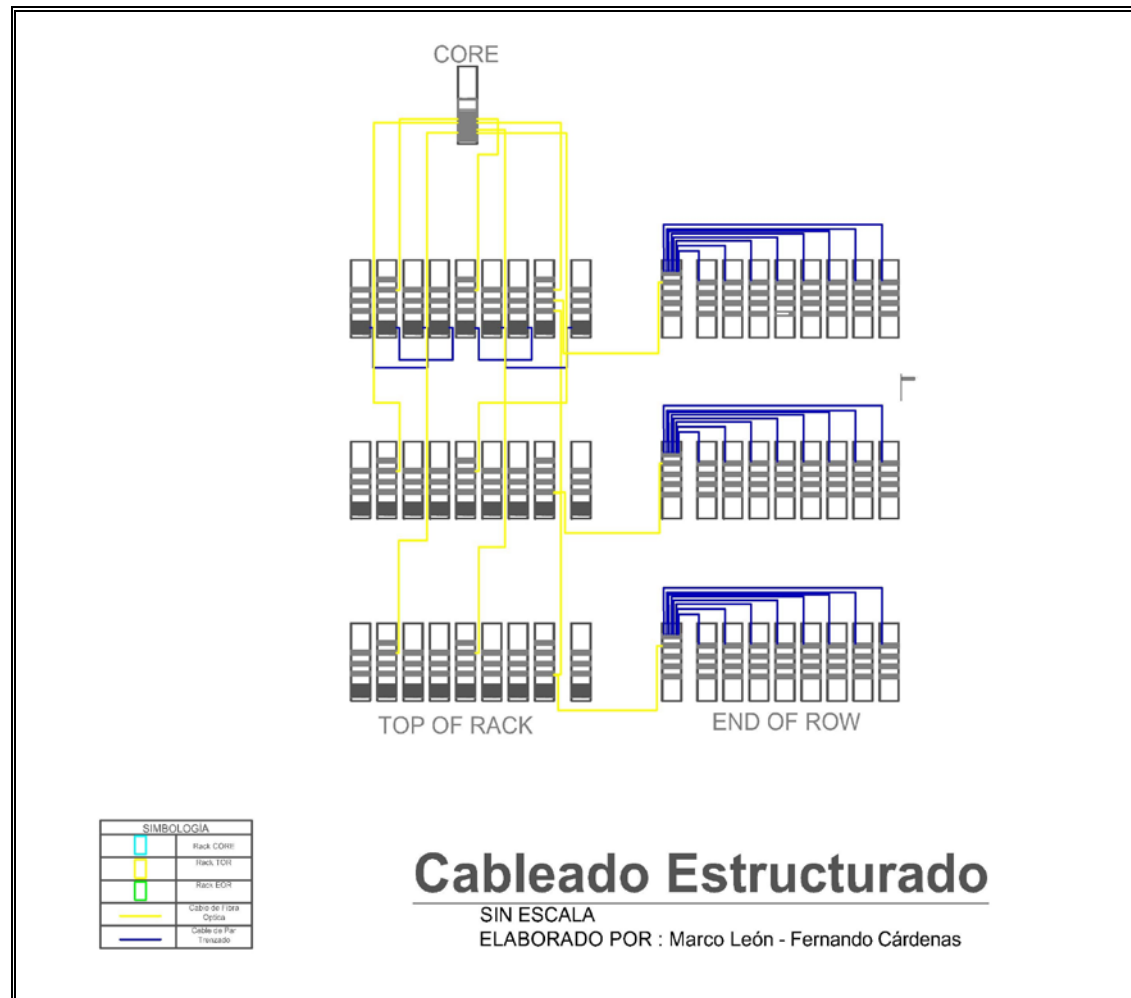 CORE
TOP OF RACK
END OF ROW
SIMBOLOGÍA
Rack CORE
Rack TOR
Rack EOR
Cable de Fibra
Optica
Cable de Par
Trenzado
Cableado Estructurado
SIN ESCALA
ELABORADO POR : Marco León - Fernando Cárdenas